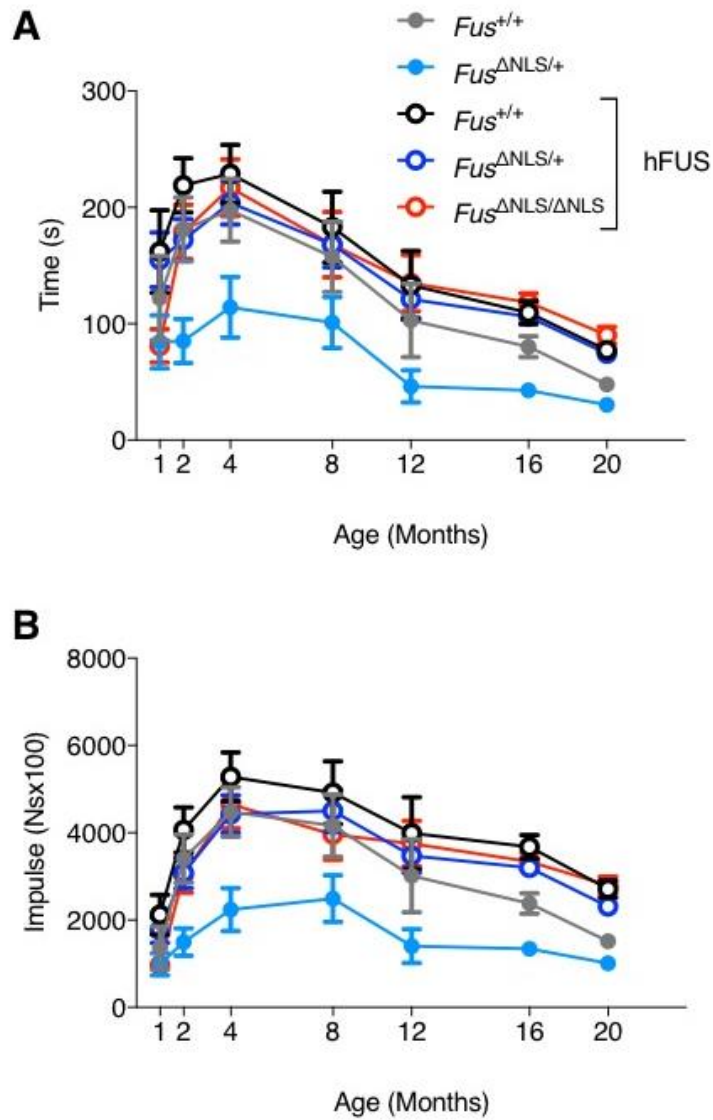 A
Fus+/+
FusΔNLS/+
Fus+/+
FusΔNLS/+
FusΔNLS/ΔNLS
hFUS
300
200
100
0
Time (s)
1 2 4 8 12 16 20
Age (Months)
B
8000
6000
4000
2000
0
Impulse (Nsx100)
1 2 4 8 12 16 20
Age (Months)